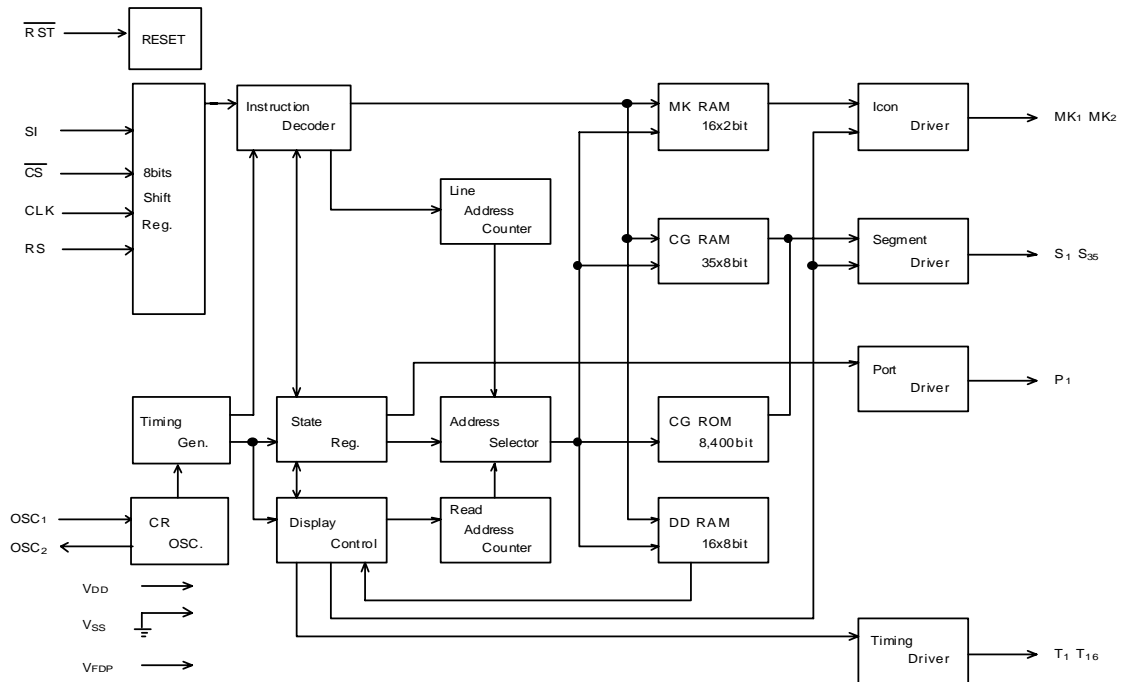 RST
RESET
SI
CS
CLK
RS
8bits
Shift
Reg.
Instruction
Decoder
Line
Address
Counter
MK RAM
16x2bit
Icon
Driver
MK1 MK2
CG RAM
35x8bit
Segment
Driver
S1 S35
Port
Driver
P1
Timing
Gen.
State
Reg.
Address
Selector
CG ROM
8,400bit
OSC1
OSC2
CR
OSC.
Display
Control
Read
Address
Counter
DD RAM
16x8bit
VDD
VSS
VFDP
Timing
Driver
T1 T16